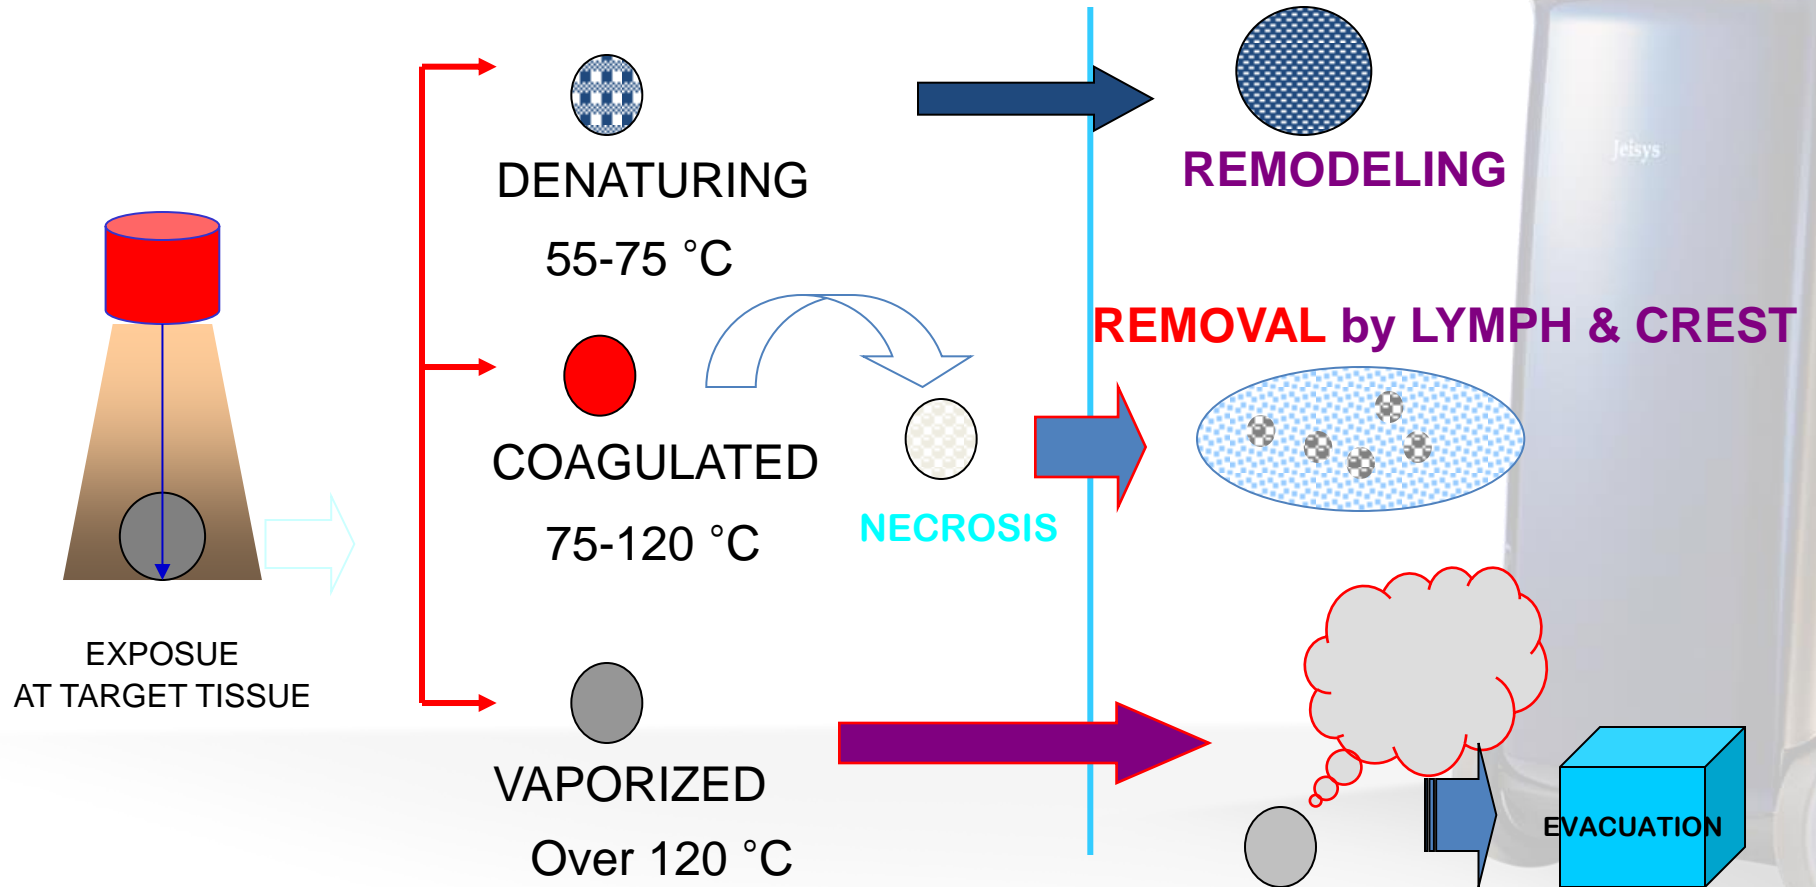 Jeisys
DENATURING
55-75 °C
REMODELING
REMOVAL by LYMPH & CREST
COAGULATED
75-120 °C
NECROSIS
EXPOSUE
AT TARGET TISSUE
VAPORIZED
Over 120 °C
EVACUATION